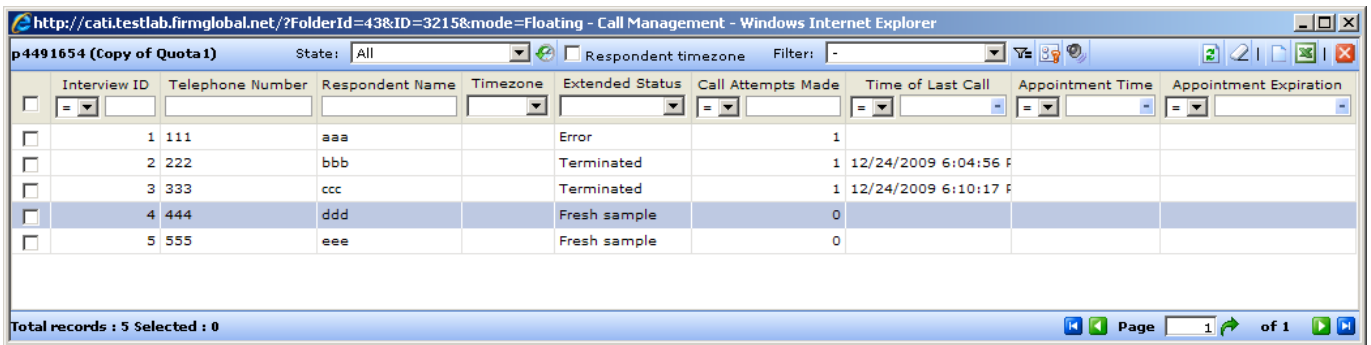 http://cati.testlab.firmglobal.net/?FolderId=43&ID=3215&mode=Floating - Call Management - Windows Internet Explorer
p4491654 (Copy of Quota1) State: All Respondent timezone Filter: -
Interview ID Telephone Number Respondent Name Timezone Extended Status Call Attempts Made Time of Last Call Appointment Time Appointment Expiration
= = = = =
1 111 aaa Error 1
2 222 bbb Terminated 1 12/24/2009 6:04:56 P
3 333 ccc Terminated 1 12/24/2009 6:10:17 P
4 444 ddd Fresh sample 0
5 555 eee Fresh sample 0
Total records : 5 Selected : 0 Page 1 of 1